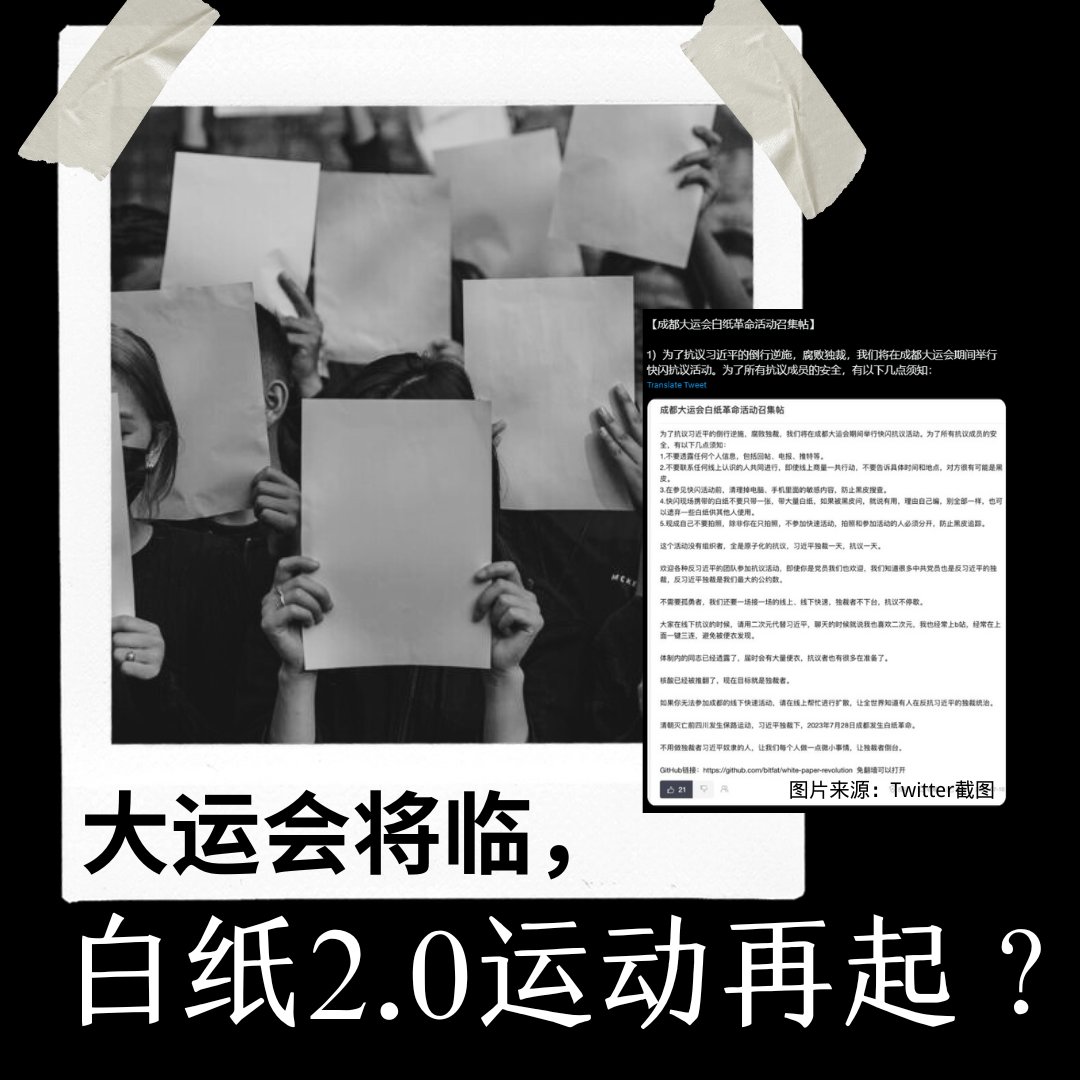 【成都大运会白纸革命活动召集帖】
1）为了抗议习近平的倒行逆施，腐败独裁，我们将在成都大运会期间举行
快闪抗议活动。为了所有抗议成员的安全，有以下几点须知：
Translate Tweet
成都大运会白纸革命活动召集帖
为了抗议习近平的倒行逆施，腐败独裁，我们将在成都大运会期间举行快闪抗议活动。为了所有抗议成员的安
全，有以下几点须知：
1.不要透露任何个人信息，包括回帖、电报、推特等。
2.不要联系任何线上认识的人共同进行，即使线上商量一共行动，不要告诉具体时间和地点，对方很有可能是黑
皮。
3.在参见快闪活动前，清理掉电脑、手机里面的敏感内容，防止黑皮搜查。
4.快闪现场携带的白纸不要只带一张，带大量白纸，如果被黑皮问，就说有用，理由自己编，别全部一样，也可
以遗弃一些白纸供其他人使用。
5.现成自己不要拍照，除非你在只拍照，不参加快速活动，拍照和参加活动的人必须分开，防止黑皮追踪。
这个活动没有组织者，全是原子化的抗议，习近平独裁一天，抗议一天。
欢迎各种反习近平的团队参加抗议活动，即使你是党员我们也欢迎，我们知道很多中共党员也是反习近平的独
裁，反习近平独裁是我们最大的公约数。
不需要孤勇者，我们还要一场接一场的线上、线下快速，独裁者不下台，抗议不停歇。
大家在线下抗议的时候，请用二次元代替习近平，聊天的时候就说我也喜欢二次元，我也经常上b站，经常在上
面一键三连，避免被便衣发现。
体制内的同志已经透露了，届时会有大量便衣，抗议者也有很多在准备了。
核酸已经被推翻了，现在目标就是独裁者。
如果你无法参加成都的线下快速活动，请在线上帮忙进行扩散，让全世界知道有人在反抗习近平的独裁统治。
清朝灭亡前四川发生保路运动，习近平独裁下，2023年7月28日成都发生白纸革命。
不用做独裁者习近平奴隶的人，让我们每个人做一点微小事情，让独裁者倒台。
GitHub链接：https://github.com/bitfat/white-paper-revolution 免翻墙可以打开
21
图片来源：Twitter截图
大运会将临，
白纸2.0运动再起？